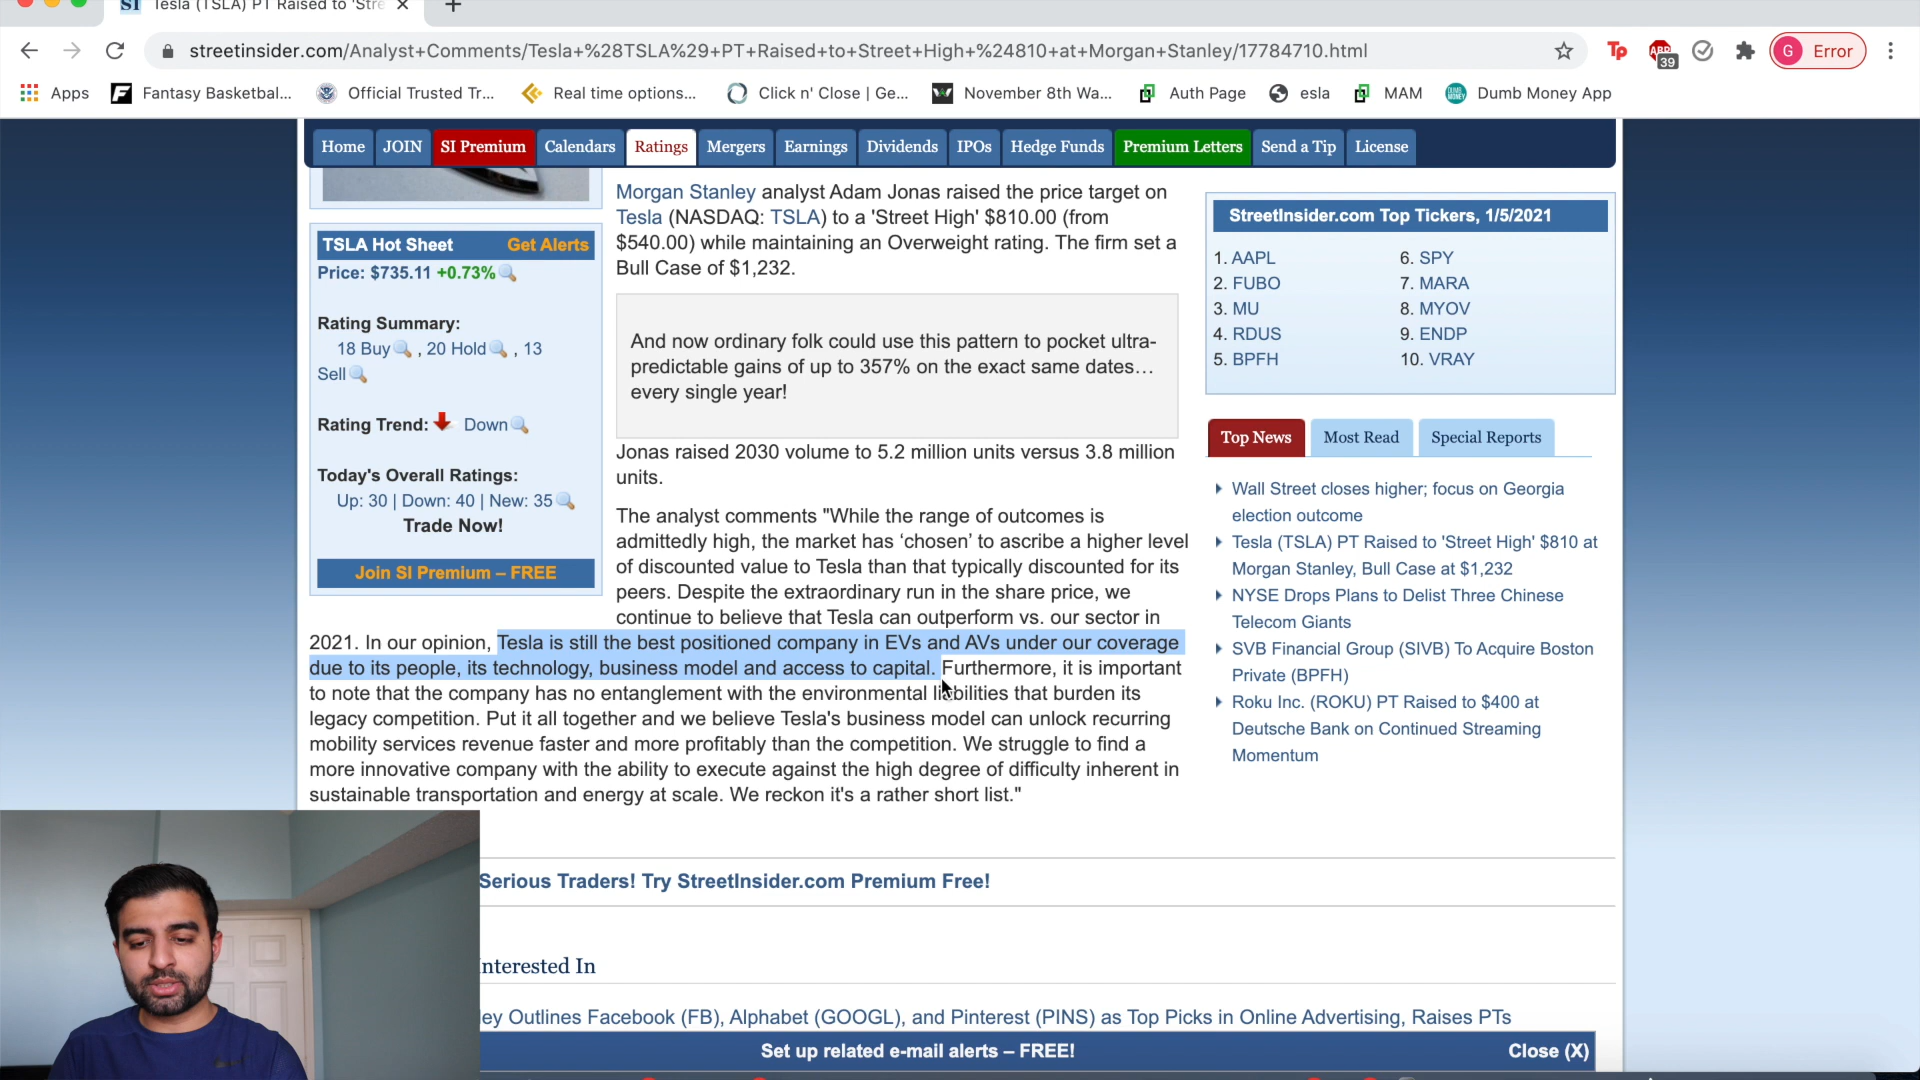 SI Tesla (TSLA) PT Raised to 'Stre
streetinsider.com/Analyst+Comments/Tesla+%28TSLA%29+PT+Raised+to+Street+High+%24810+at+Morgan+Stanley/17784710.html
Tp
ABP
39
G Error
Apps
Fantasy Basketbal...
Official Trusted Tr...
Real time options...
Click n' Close | Ge...
November 8th Wa...
Auth Page
esla
MAM
DUMB MONEY
Dumb Money App
Home
JOIN
SI Premium
Calendars
Ratings
Mergers
Earnings
Dividends
IPOs
Hedge Funds
Premium Letters
Send a Tip
License
TSLA Hot Sheet Get Alerts
Price: $735.11 +0.73%
Rating Summary:
18 Buy , 20 Hold , 13
Sell
Rating Trend: Down
Today's Overall Ratings:
Up: 30 | Down: 40 | New: 35
Trade Now!
Join SI Premium – FREE
Morgan Stanley analyst Adam Jonas raised the price target on
Tesla (NASDAQ: TSLA) to a 'Street High' $810.00 (from
$540.00) while maintaining an Overweight rating. The firm set a
Bull Case of $1,232.
And now ordinary folk could use this pattern to pocket ultra-
predictable gains of up to 357% on the exact same dates…
every single year!
Jonas raised 2030 volume to 5.2 million units versus 3.8 million
units.
The analyst comments "While the range of outcomes is
admittedly high, the market has ‘chosen’ to ascribe a higher level
of discounted value to Tesla than that typically discounted for its
peers. Despite the extraordinary run in the share price, we
continue to believe that Tesla can outperform vs. our sector in
2021. In our opinion, Tesla is still the best positioned company in EVs and AVs under our coverage
due to its people, its technology, business model and access to capital. Furthermore, it is important
to note that the company has no entanglement with the environmental liabilities that burden its
legacy competition. Put it all together and we believe Tesla's business model can unlock recurring
mobility services revenue faster and more profitably than the competition. We struggle to find a
more innovative company with the ability to execute against the high degree of difficulty inherent in
sustainable transportation and energy at scale. We reckon it's a rather short list."
StreetInsider.com Top Tickers, 1/5/2021
1. AAPL
2. FUBO
3. MU
4. RDUS
5. BPFH
6. SPY
7. MARA
8. MYOV
9. ENDP
10. VRAY
Top News
Most Read
Special Reports
Wall Street closes higher; focus on Georgia
election outcome
Tesla (TSLA) PT Raised to 'Street High' $810 at
Morgan Stanley, Bull Case at $1,232
NYSE Drops Plans to Delist Three Chinese
Telecom Giants
SVB Financial Group (SIVB) To Acquire Boston
Private (BPFH)
Roku Inc. (ROKU) PT Raised to $400 at
Deutsche Bank on Continued Streaming
Momentum
Serious Traders! Try StreetInsider.com Premium Free!
Interested In
ley Outlines Facebook (FB), Alphabet (GOOGL), and Pinterest (PINS) as Top Picks in Online Advertising, Raises PTs
Set up related e-mail alerts – FREE!
Close (X)